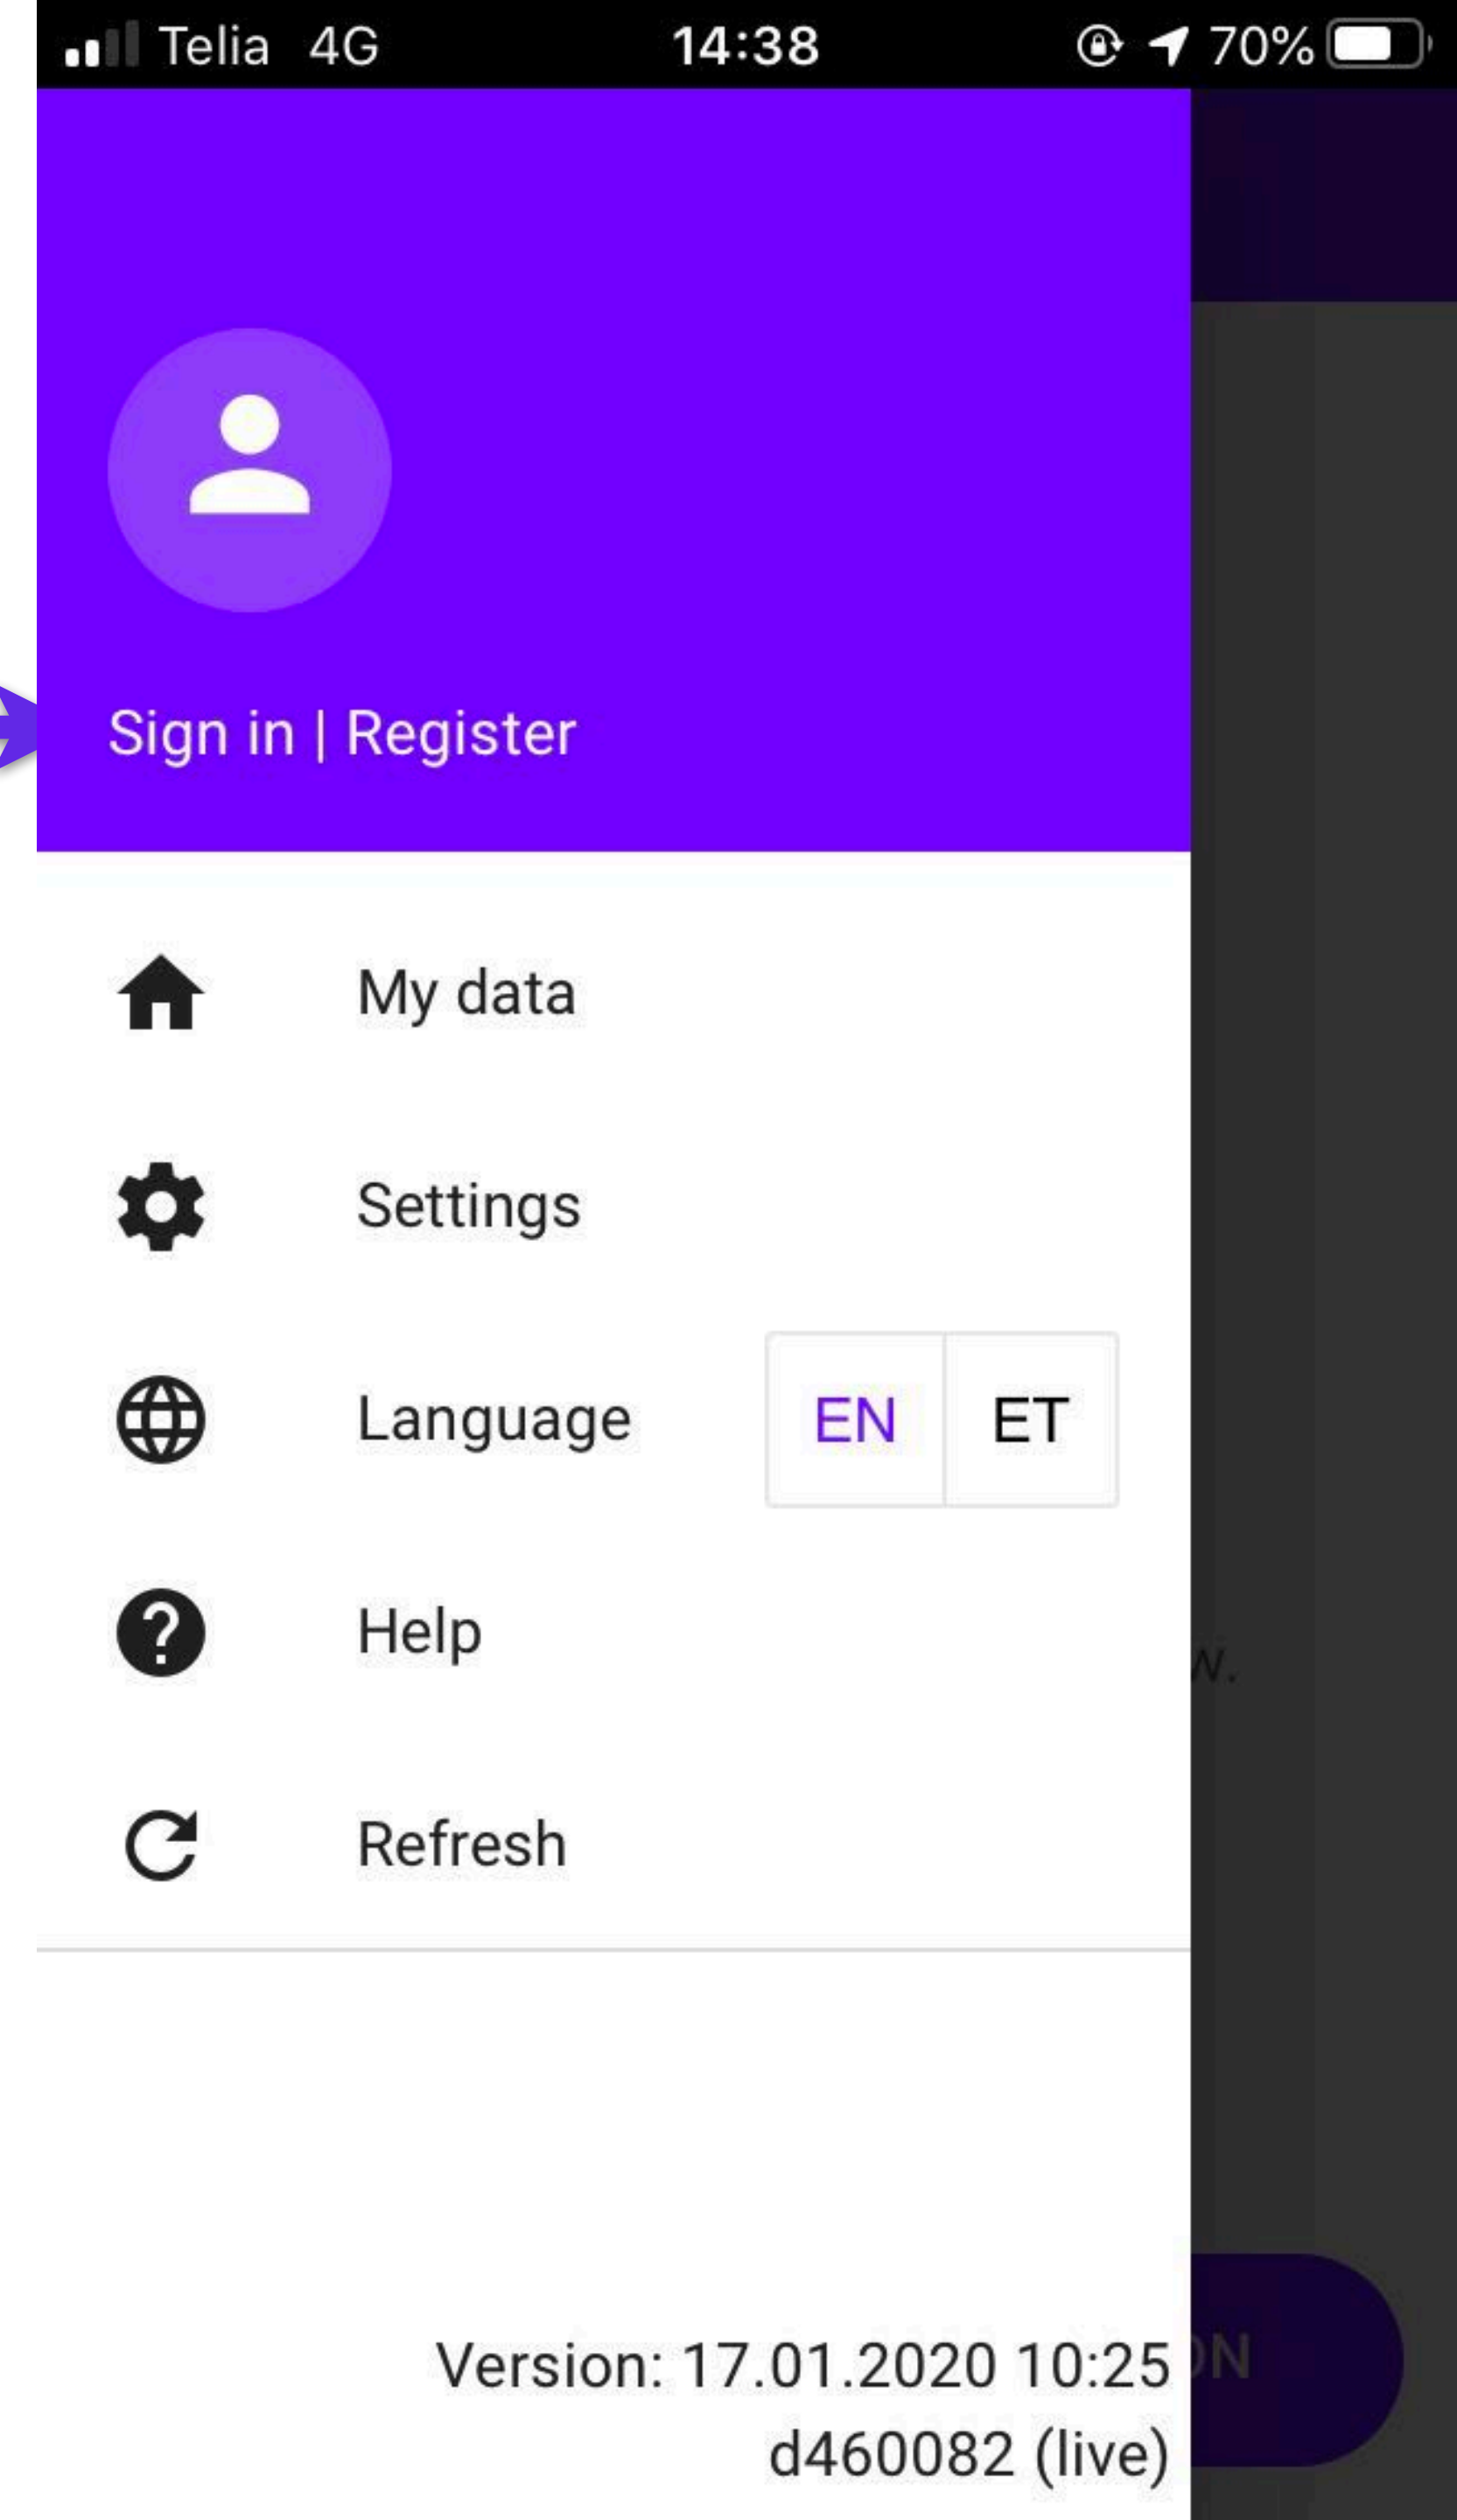 Telia 4G 14:38 70%
Sign in | Register
My data
Settings
Language EN ET
Help
w.
Refresh
ON
Version: 17.01.2020 10:25
d460082 (live)